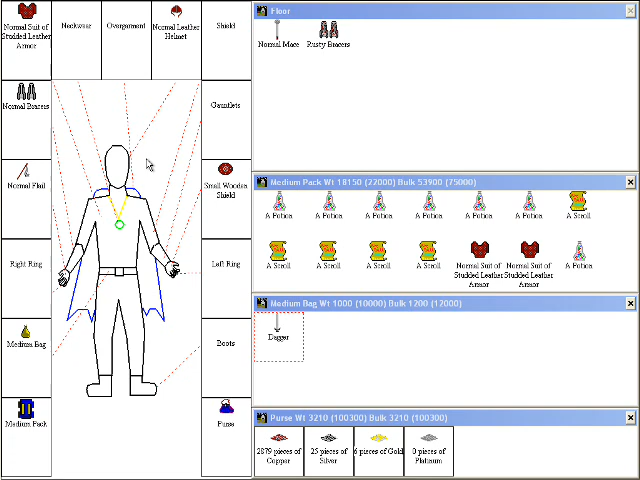 Normal Suit of
Studded Leather
Armor
Neckwear
Overgarment
Normal Leather
Helmet
Shield
Normal Bracers
Gauntlets
Normal Flail
Small Wooden
Shield
Right Ring
Left Ring
Medium Bag
Boots
Medium Pack
Purse
Floor
Normal Mace
Rusty Bracers
Medium Pack Wt 18150 (22000) Bulk 53900 (75000)
A Potion
A Potion
A Potion
A Potion
A Potion
A Potion
A Scroll
A Scroll
A Scroll
A Scroll
A Scroll
Normal Suit of
Studded Leather
Armor
Normal Suit of
Studded Leather
Armor
A Potion
Medium Bag Wt 1000 (10000) Bulk 1200 (12000)
Dagger
Purse Wt 3210 (100300) Bulk 3210 (100300)
2879 pieces of
Copper
25 pieces of
Silver
6 pieces of Gold
0 pieces of
Platinum